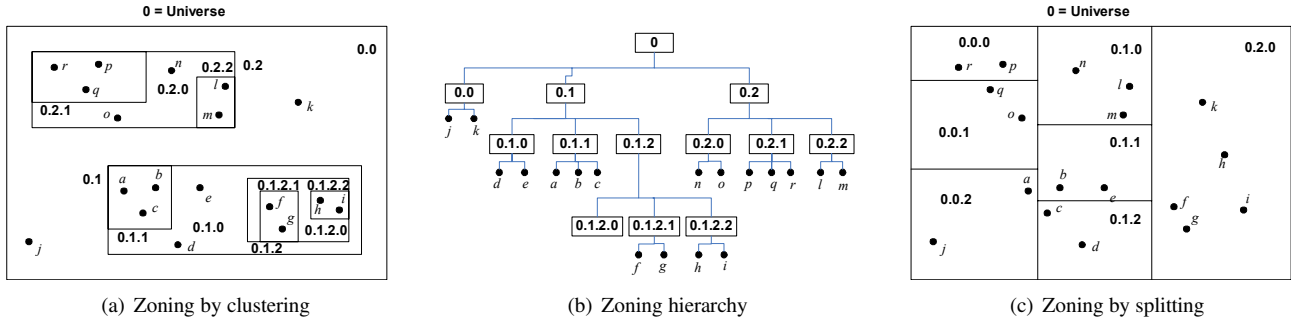 0 = Universe
0.0
r
p
n
q
0.2.2
0.2
0.2.0
l
0.2.1
o
m
k
0.1
a
b
e
c
0.1.2.1
0.1.2.2
f
h
i
g
0.1.0
0.1.1
0.1.2.0
0.1.2
d
j
(a) Zoning by clustering
0
0.0
0.1
0.2
j k
0.1.0
0.1.1
0.1.2
0.2.0
0.2.1
0.2.2
d e a b c n o p q r l m
0.1.2.0
0.1.2.1
0.1.2.2
f g h i
(b) Zoning hierarchy
0 = Universe
0.0.0
0.1.0
0.2.0
r
p
n
q
l
k
o
m
0.0.1
0.1.1
h
a
b
e
0.0.2
c
0.1.2
f
i
g
j
d
(c) Zoning by splitting